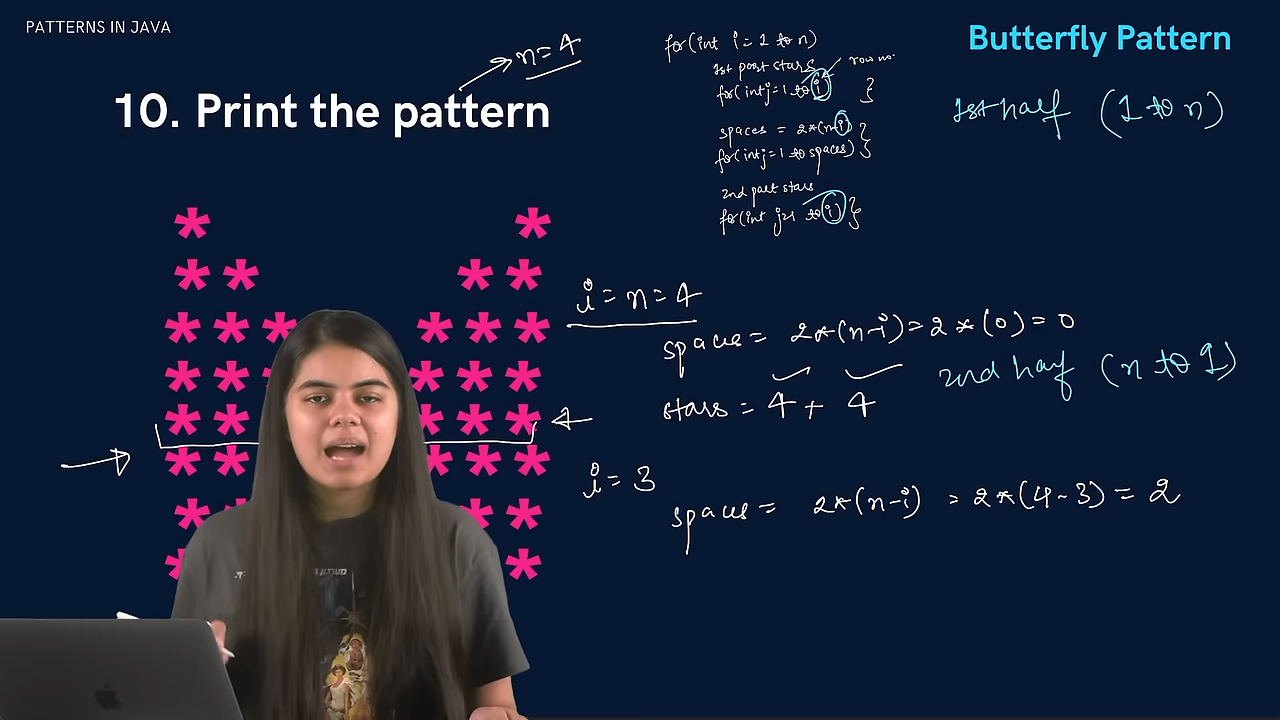 PATTERNS IN JAVA
Butterfly Pattern
n=4
10. Print the pattern
for(int i=1 to n)
1st part stars
row no.
for(int j=1 to i) }
spaces = 2*(n-i) }
for(int j=1 to spaces) }
2nd part stars
for(int j=1 to i) }
1st half (1 to n)
* *
** **
*** ***
i=n=4
spaces = 2*(n-i)=2*(0)=0
2nd half (n to 1)
stars = 4+4
i=3
spaces = 2*(n-i) = 2*(4-3) = 2